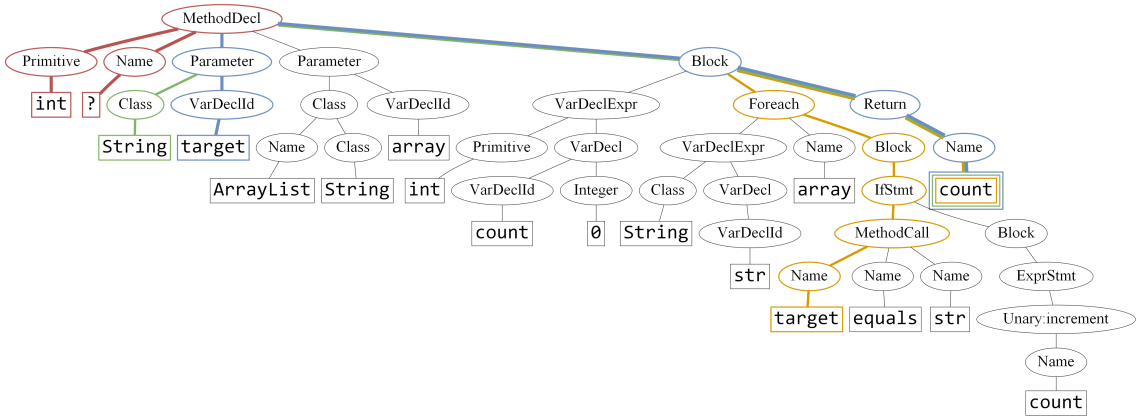 MethodDecl
Primitive Name Parameter Parameter Block
int ? Class VarDeclId Class VarDeclId VarDeclExpr Foreach Return
String target Name Class array Primitive VarDecl VarDeclExpr Name Block Name
ArrayList String int VarDeclId Integer Class VarDecl array IfStmt count
count 0 String VarDeclId MethodCall Block
str Name Name Name ExprStmt
target equals str Unary:increment
Name
count